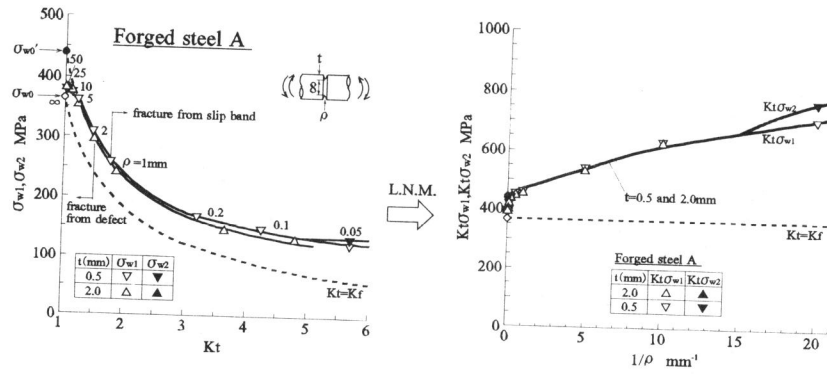 Forged steel A
σw1,σw2 MPa
500
400
350
300
250
200
150
100
50
0
σw0'
σw0
50
25
10
5
∞
2
ρ=1mm
0.2
0.1
0.05
fracture from slip band
fracture
from defect
t
8
ρ
Kt=Kf
t(mm) σw1 σw2
0.5
2.0
1 2 3 4 5 6
Kt
L.N.M.
Ktσw1,Ktσw2 MPa
1000
800
600
400
200
0
Ktσw2
Ktσw1
t=0.5 and 2.0mm
Kt=Kf
Forged steel A
t(mm) Ktσw1 Ktσw2
2.0
0.5
0 5 10 15 20
1/ρ mm⁻¹